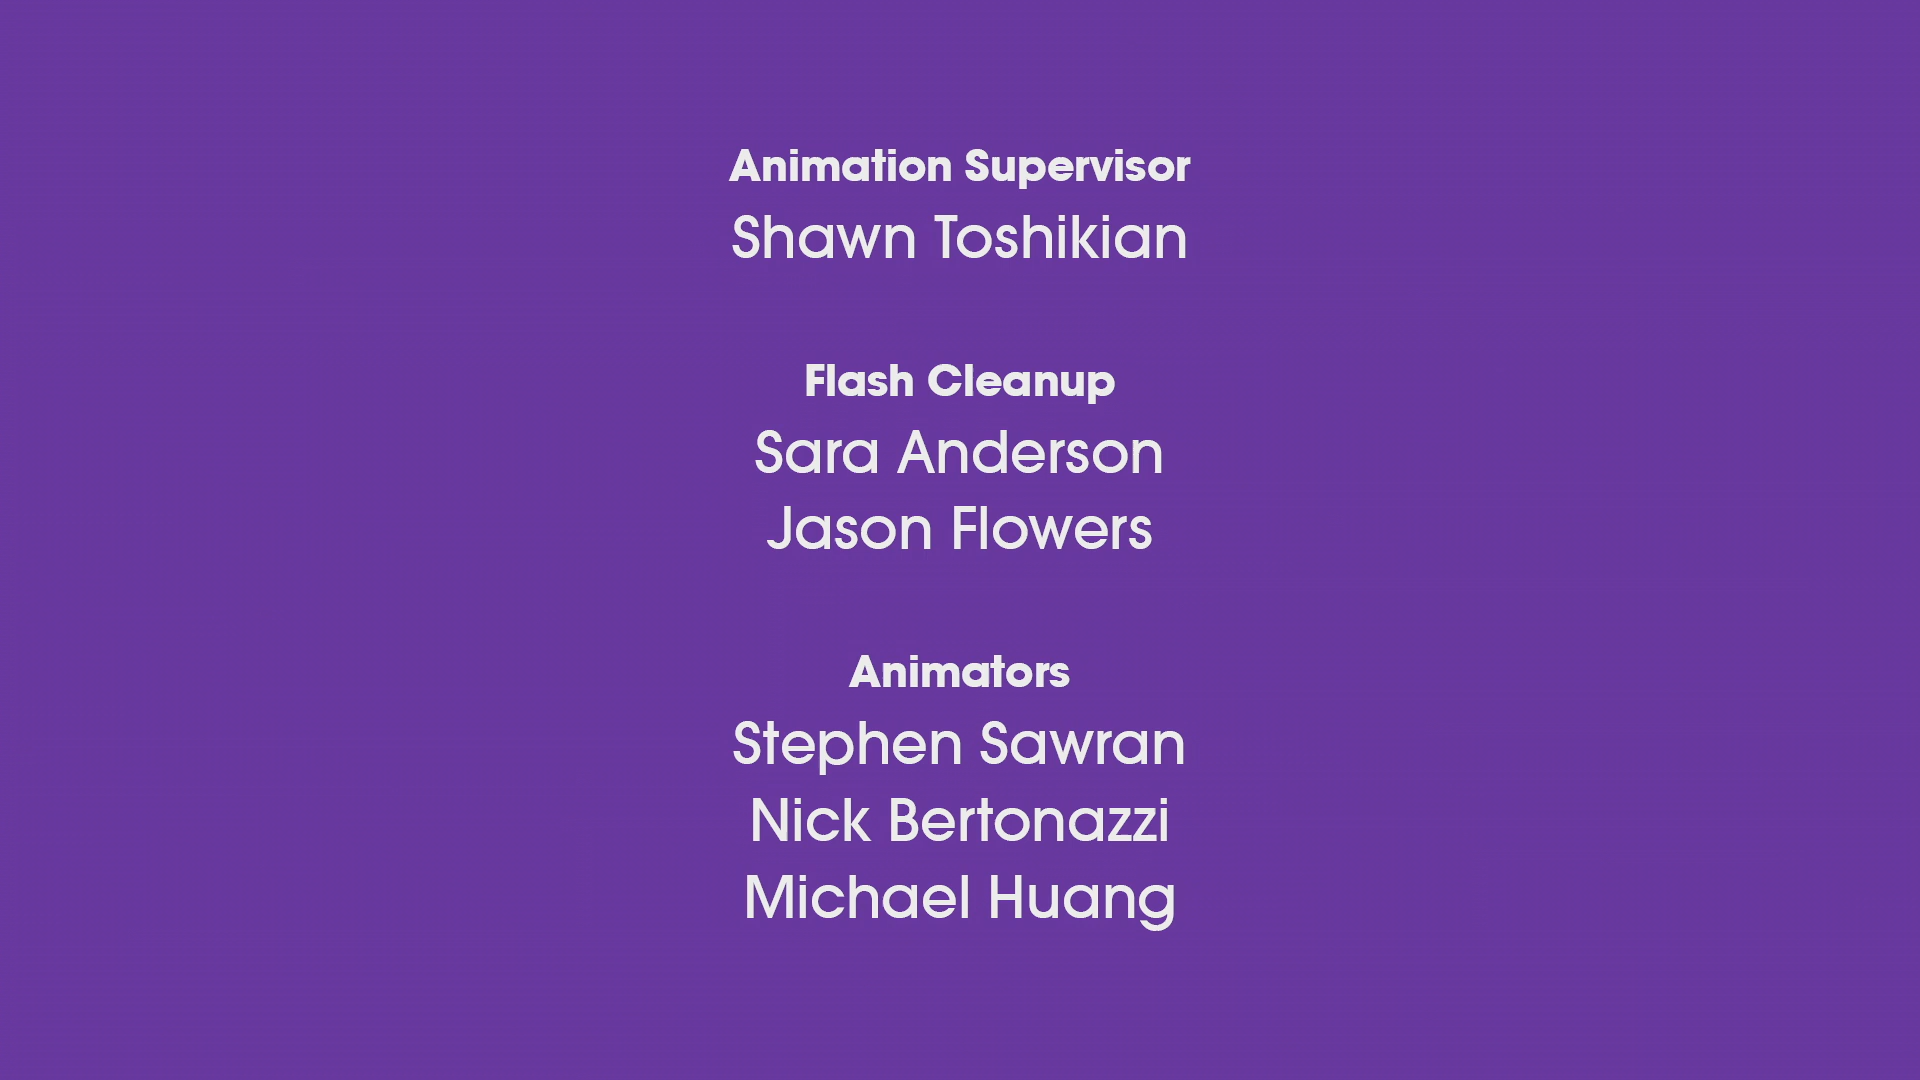 Animation Supervisor
Shawn Toshikian
Flash Cleanup
Sara Anderson
Jason Flowers
Animators
Stephen Sawran
Nick Bertonazzi
Michael Huang